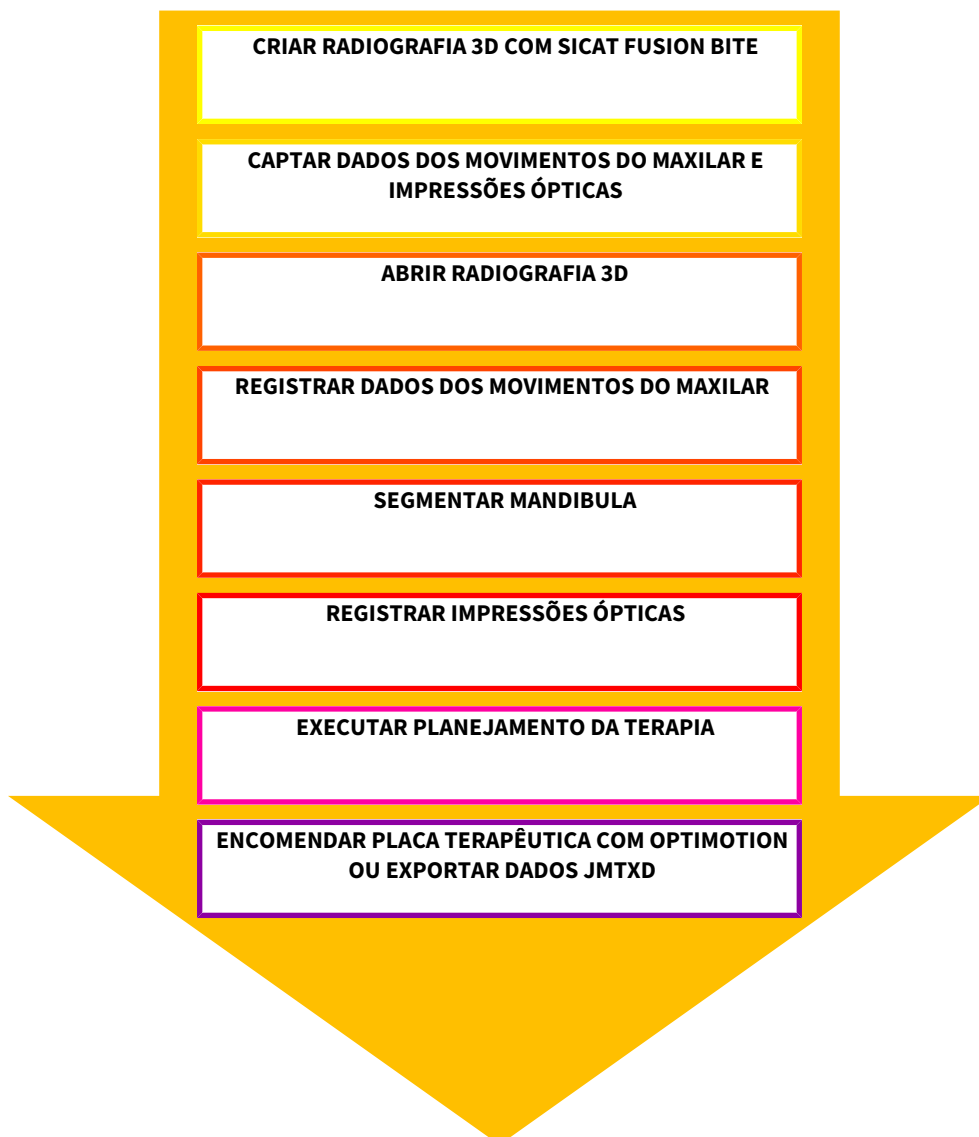 CRIAR RADIOGRAFIA 3D COM SICAT FUSION BITE
CAPTAR DADOS DOS MOVIMENTOS DO MAXILAR E
IMPRESSÕES ÓPTICAS
ABRIR RADIOGRAFIA 3D
REGISTRAR DADOS DOS MOVIMENTOS DO MAXILAR
SEGMENTAR MANDIBULA
REGISTRAR IMPRESSÕES ÓPTICAS
EXECUTAR PLANEJAMENTO DA TERAPIA
ENCOMENDAR PLACA TERAPÊUTICA COM OPTIMOTION
OU EXPORTAR DADOS JMTXD